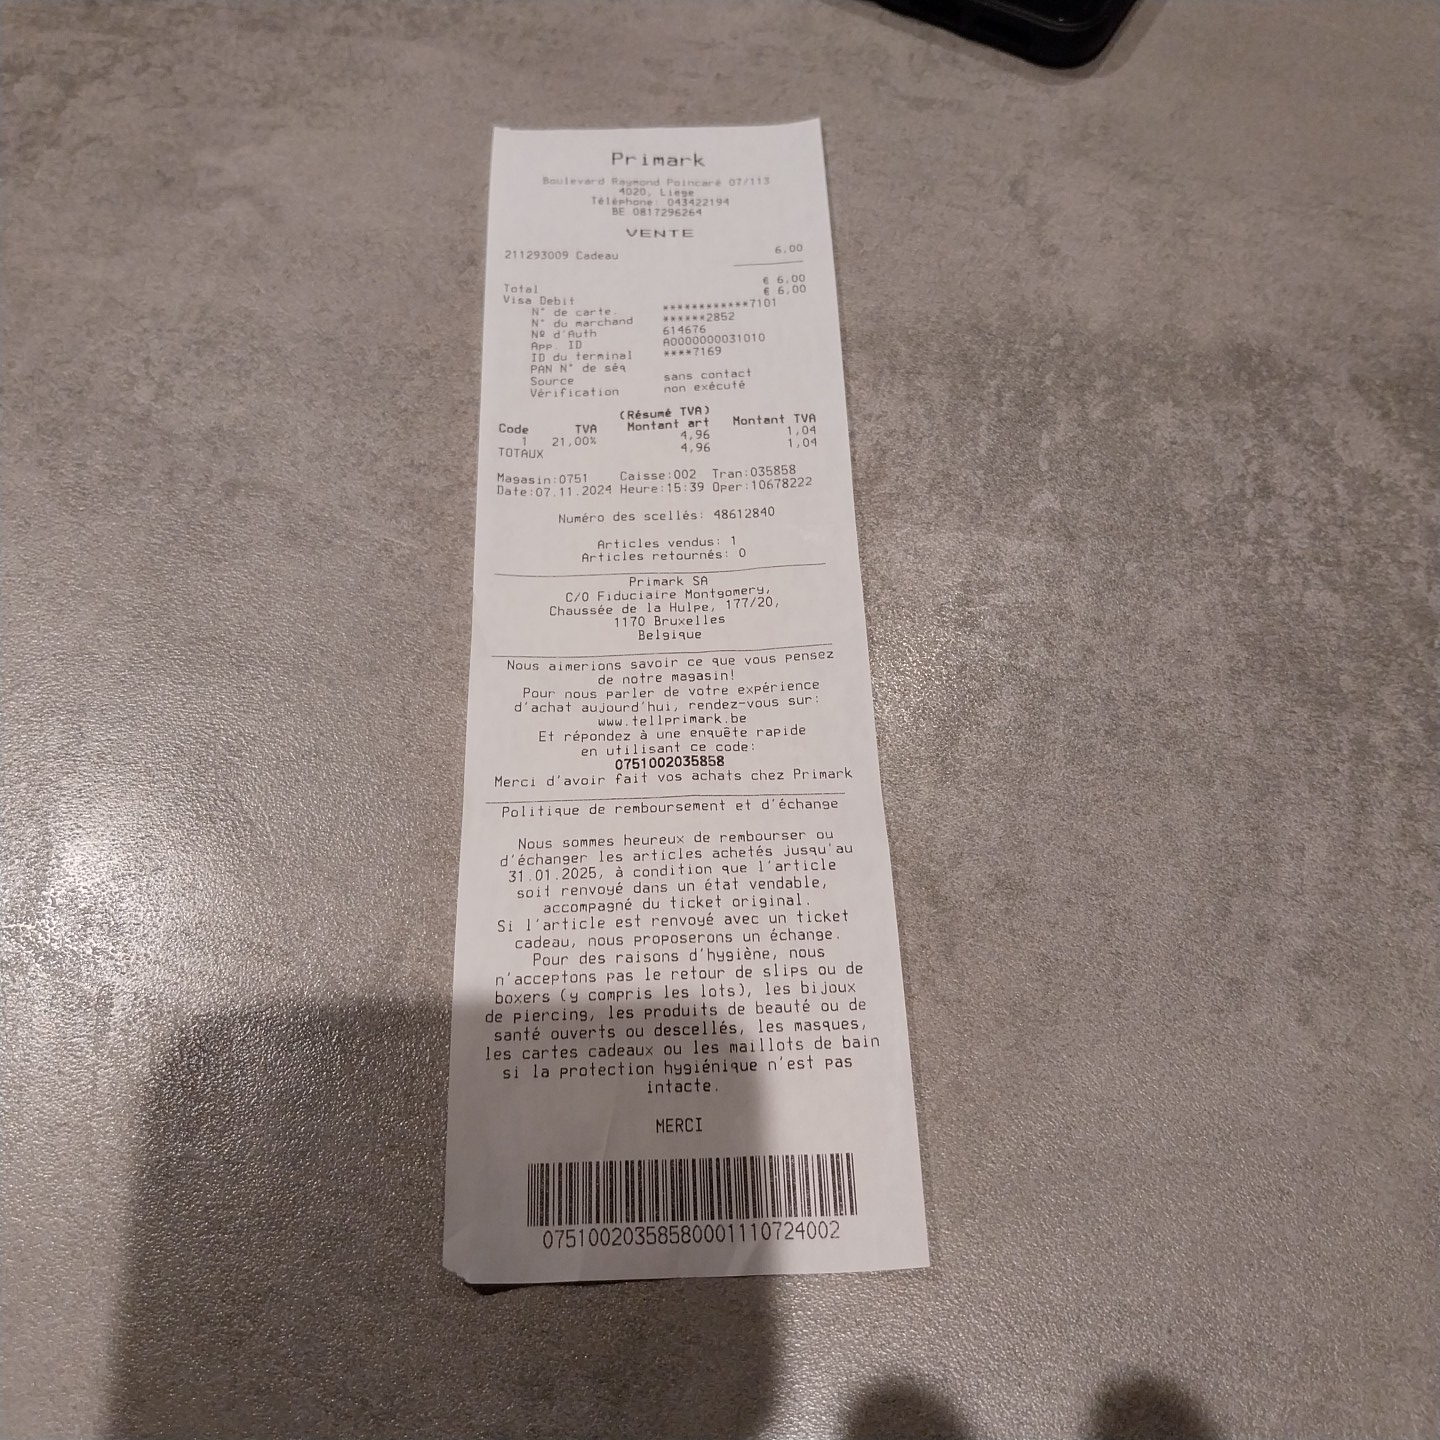 Primark
Boulevard Raymond Poincaré 07/113
4020, Liege
Téléphone: 043422194
BE 0817296264
VENTE
211293009 Cadeau 6,00
Total € 6,00
Visa Debit € 6,00
N° de carte. ************7101
N° du marchand ******2852
Nº d'Auth 614676
App. ID A0000000031010
ID du terminal ****7169
PAN N° de séq
Source sans contact
Vérification non exécuté
(Résumé TVA)
Code TVA Montant art Montant TVA
1 21,00% 4,96 1,04
TOTAUX 4,96 1,04
Magasin:0751 Caisse:002 Tran:035858
Date:07.11.2024 Heure:15:39 Oper:10678222
Numéro des scellés: 48612840
Articles vendus: 1
Articles retournés: 0
Primark SA
C/O Fiduciaire Montgomery,
Chaussée de la Hulpe, 177/20,
1170 Bruxelles
Belgique
Nous aimerions savoir ce que vous pensez
de notre magasin!
Pour nous parler de votre expérience
d'achat aujourd'hui, rendez-vous sur:
www.tellprimark.be
Et répondez à une enquête rapide
en utilisant ce code:
0751002035858
Merci d'avoir fait vos achats chez Primark
Politique de remboursement et d'échange
Nous sommes heureux de rembourser ou
d'échanger les articles achetés jusqu'au
31.01.2025, à condition que l'article
soit renvoyé dans un état vendable,
accompagné du ticket original.
Si l'article est renvoyé avec un ticket
cadeau, nous proposerons un échange.
Pour des raisons d'hygiène, nous
n'acceptons pas le retour de slips ou de
boxers (y compris les lots), les bijoux
de piercing, les produits de beauté ou de
santé ouverts ou descellés, les masques,
les cartes cadeaux ou les maillots de bain
si la protection hygiénique n'est pas
intacte.
MERCI
07510020358580001110724002